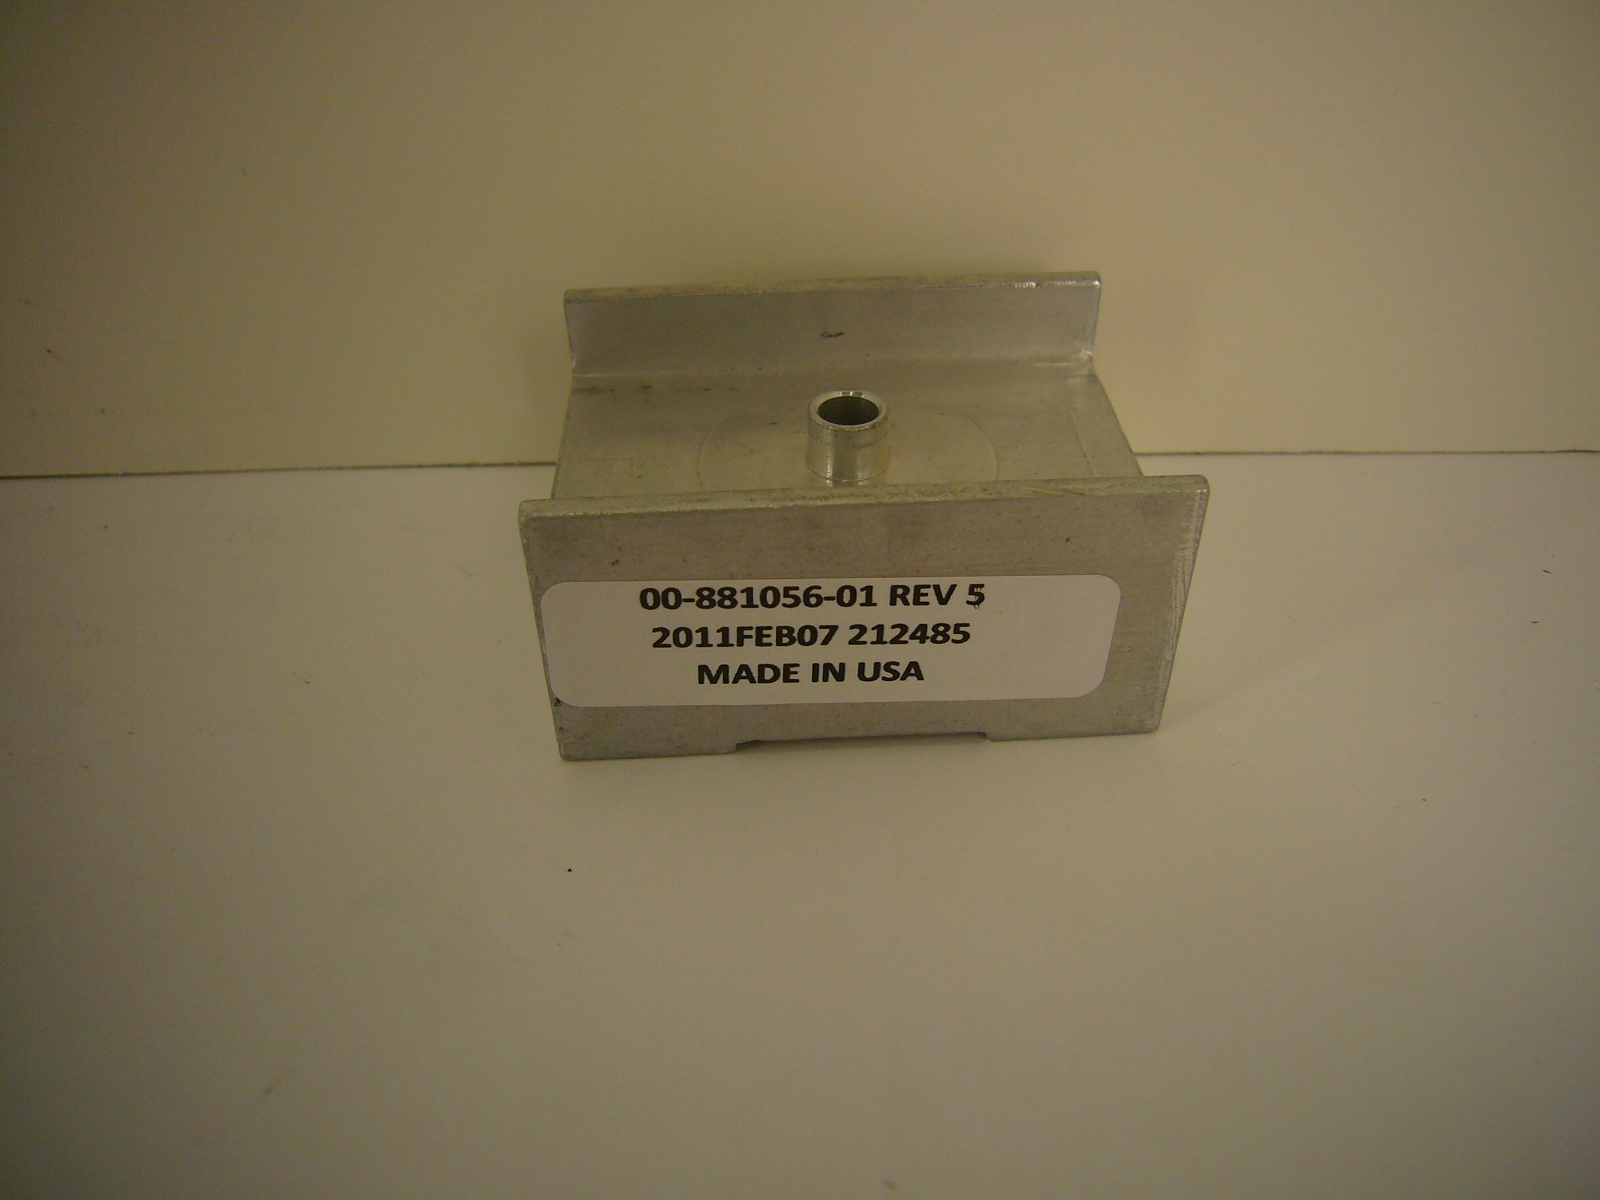 00-881056-01 REV 5
2011FEB07 212485
MADE IN USA